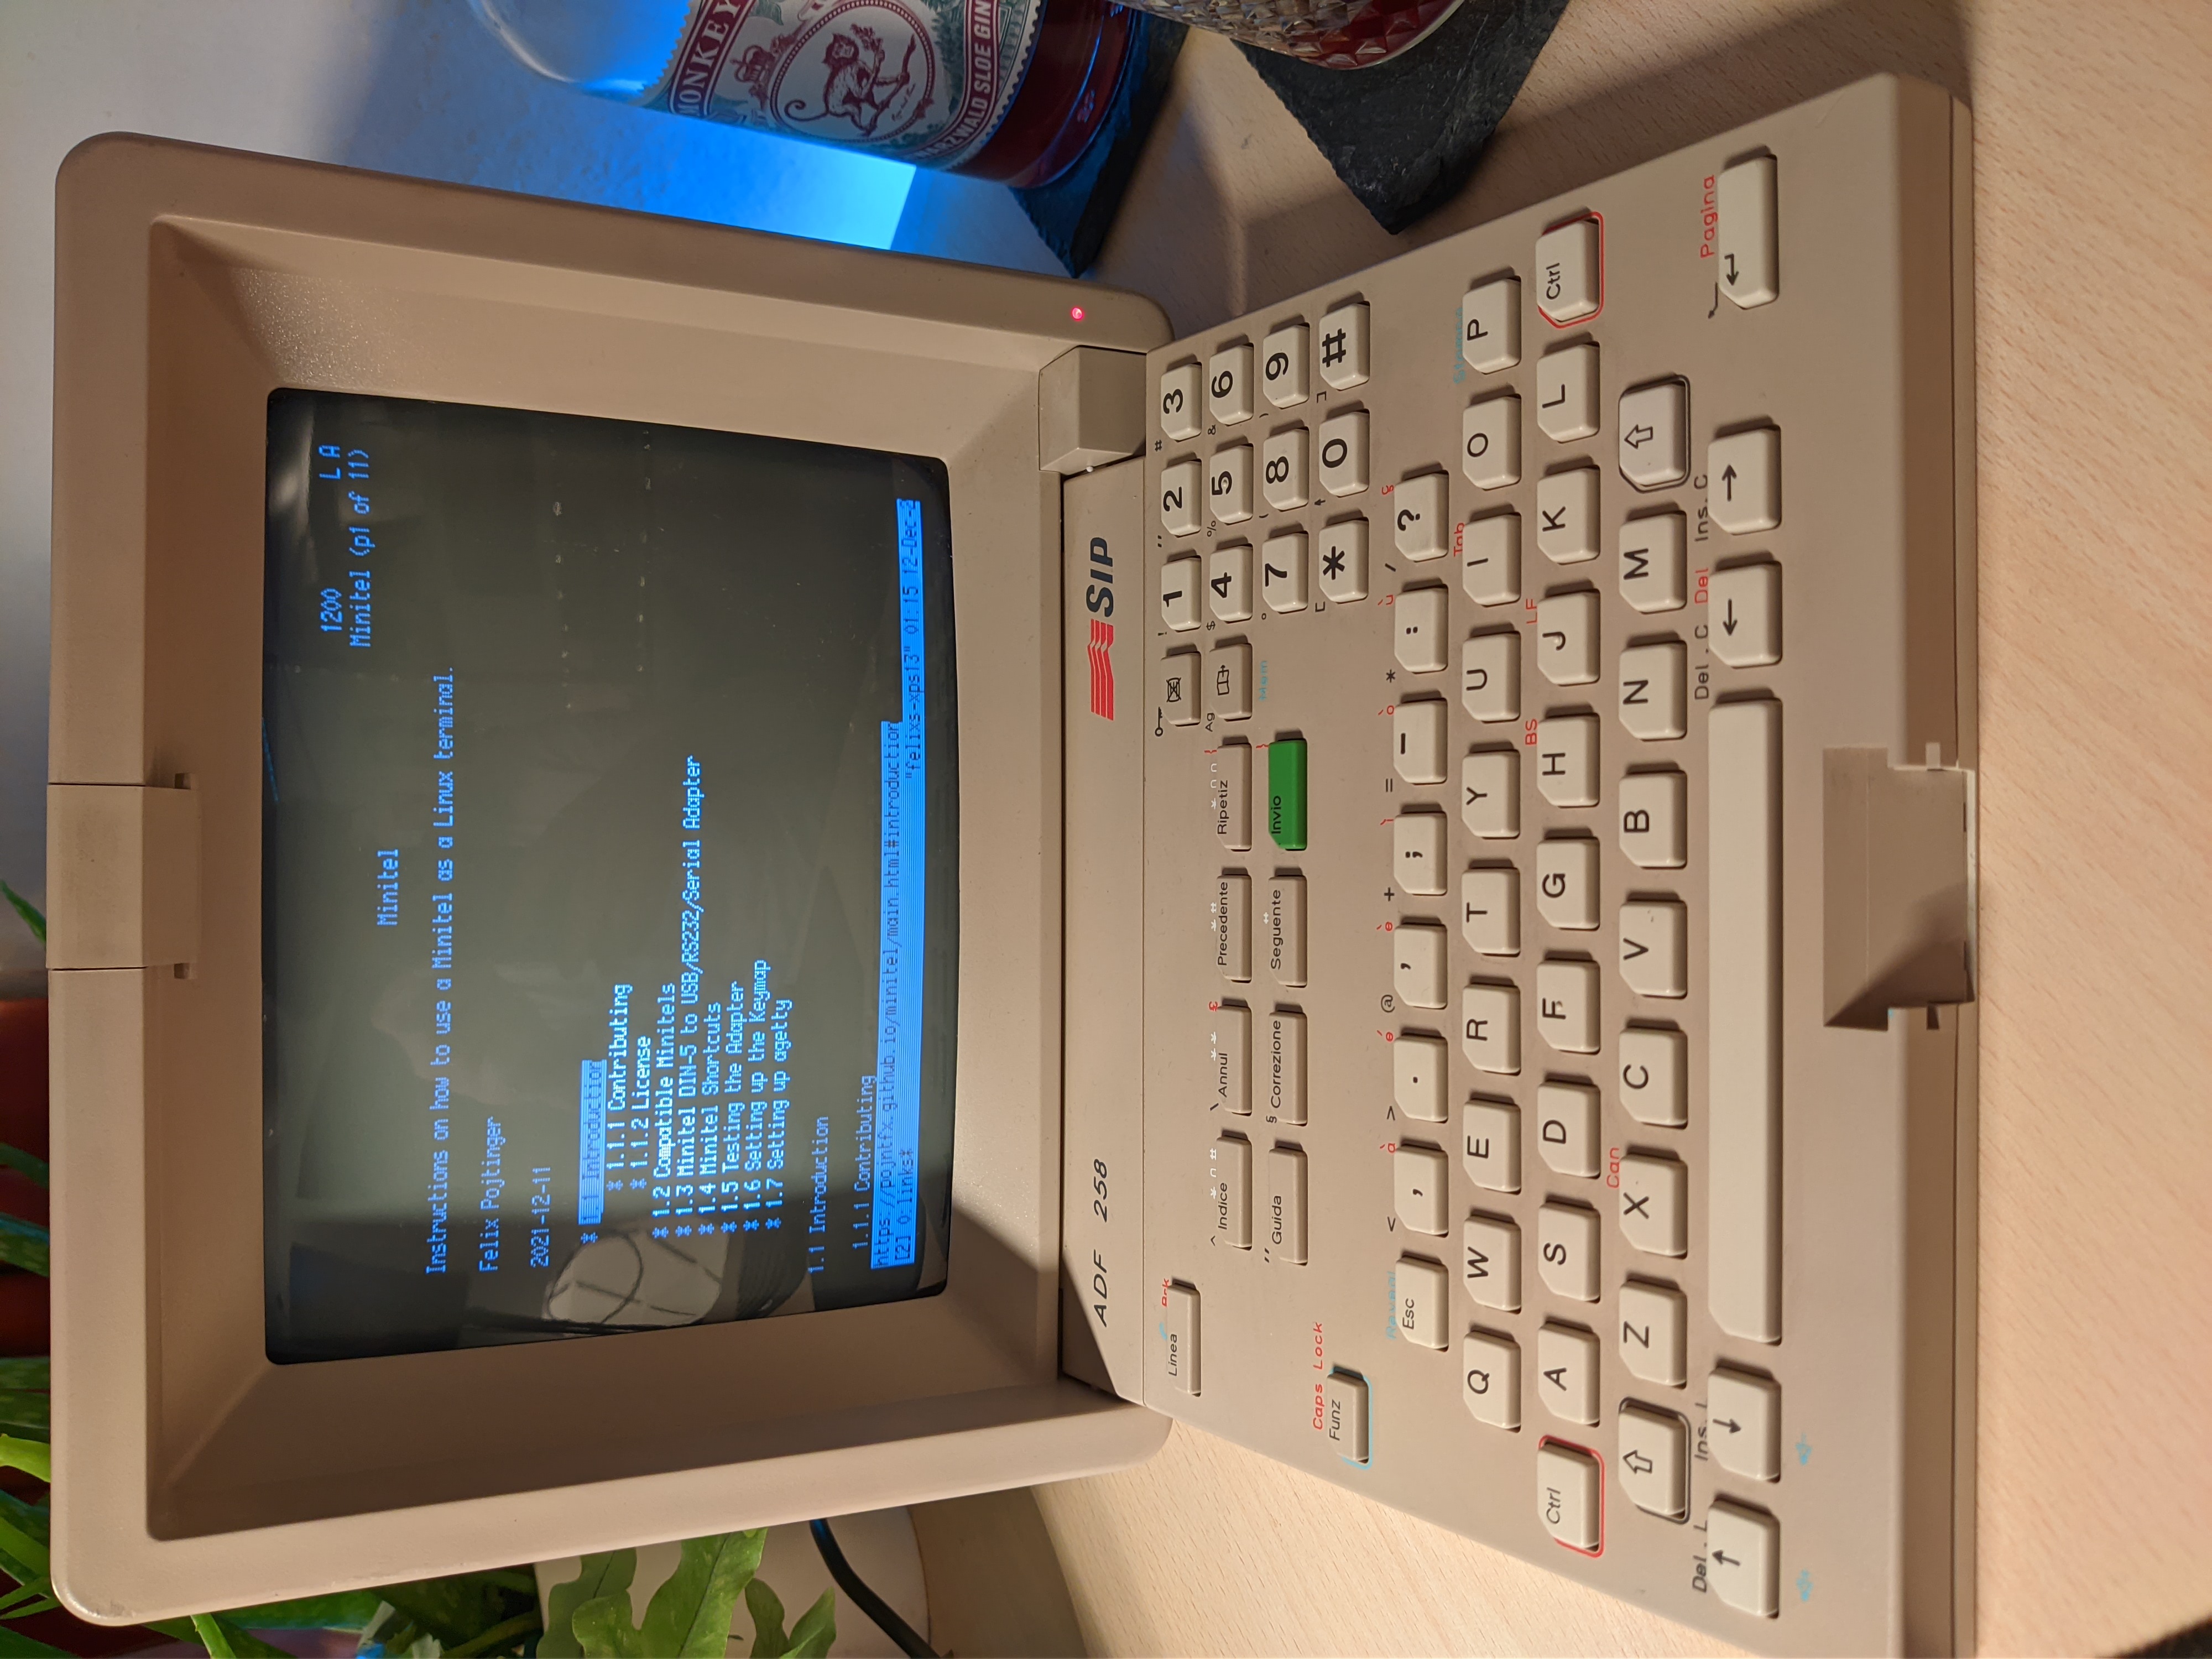 1200 L A
Minitel (p1 of 11)
Minitel
Instructions on how to use a Minitel as a Linux terminal.
Felix Pojtinger
2021-12-11
* 1.1 Introduction
* 1.1.1 Contributing
* 1.1.2 License
* 1.2 Compatible Minitels
* 1.3 Minitel DIN-5 to USB/RS232/Serial Adapter
* 1.4 Minitel Shortcuts
* 1.5 Testing the Adapter
* 1.6 Setting up the Keymap
* 1.7 Setting up agetty
1.1 Introduction
1.1.1 Contributing
https://pojntfx.github.io/minitel/main.html#introduction
[2] 0:links* "felixs-xps13" 01:15 12-Dec-2
MONKEY
ZWALD SLOE GIN
ADF 258 SIP
Brk
Linea ! 1 " 2 # 3
^ * # \ * * £ * # * {
Indice Annul Precedente Ripetiz Ag $ 4 % 5 & 6
Mem
" Guida § Correzione Seguente Invio } ° 7 ( 8 ) 9
Caps Lock
Funz [ * ↑ 0 ] #
< à > é @ è + ì = ò * ù /
Esc , . ' ; - : ?
Tab
Q W E R T Y U I O P
BS LF
Ctrl A S D F G H J K L Ctrl
Can
⇧ Z X C V B N M ⇧
Del. L Ins. L Del. C Del Ins. C Pagina
↑ ↓ ← → ↵